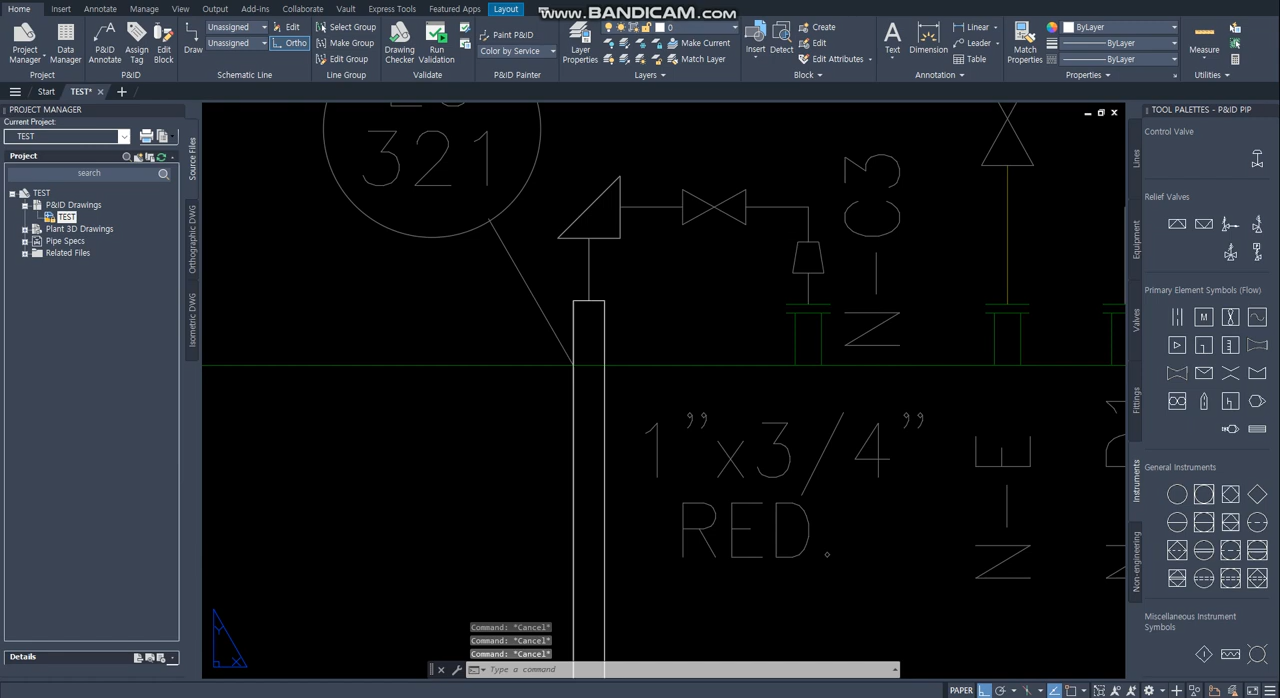 Home Insert Annotate Manage View Output Add-ins Collaborate Vault Express Tools Featured Apps Layout
www.BANDICAM.com
Project Manager
Data Manager
Project
P&ID Annotate
Assign Tag
Edit Block
P&ID
Draw
Unassigned
Unassigned
Edit
Ortho
Schematic Line
Select Group
Make Group
Edit Group
Line Group
Drawing Checker
Run Validation
Validate
Paint P&ID
Color by Service
P&ID Painter
Layer Properties
0
Make Current
Match Layer
Layers
Insert
Detect
Create
Edit
Edit Attributes
Block
Text
Dimension
Linear
Leader
Table
Annotation
Match Properties
ByLayer
ByLayer
ByLayer
Properties
Measure
Utilities
Start
TEST*
PROJECT MANAGER
Current Project:
TEST
Project
search
TEST
P&ID Drawings
TEST
Plant 3D Drawings
Pipe Specs
Related Files
Details
Source Files
Orthographic DWG
Isometric DWG
321
N-C3
1"x3/4"
RED.
N-E
Y
X
Command: *Cancel*
Command: *Cancel*
Command: *Cancel*
Type a command
TOOL PALETTES - P&ID PIP
Lines
Equipment
Valves
Fittings
Instruments
Non-engineering
Control Valve
Relief Valves
Primary Element Symbols (Flow)
M
General Instruments
Miscellaneous Instrument
Symbols
PAPER